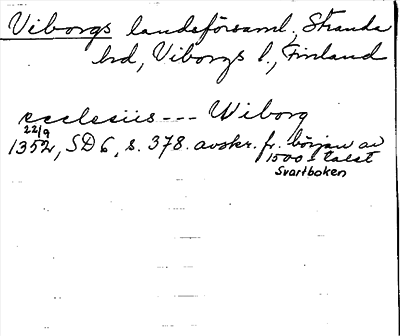 Viborgs landsförsaml., Stranda
hd, Viborgs l., Finland
ecclesiis --- Wiborg
22/9
1352, SD 6, s. 378. avskr. fr. början av
1500-talet
Svartboken